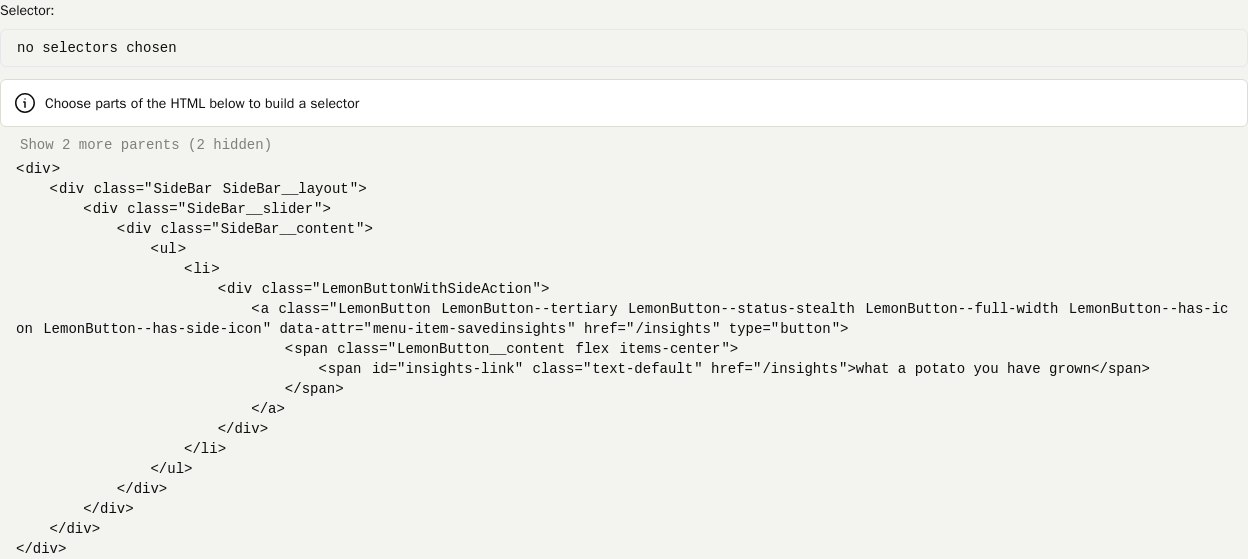 Selector:
no selectors chosen
Choose parts of the HTML below to build a selector
Show 2 more parents (2 hidden)
<div>
<div class="SideBar SideBar__layout">
<div class="SideBar__slider">
<div class="SideBar__content">
<ul>
<li>
<div class="LemonButtonWithSideAction">
<a class="LemonButton LemonButton--tertiary LemonButton--status-stealth LemonButton--full-width LemonButton--has-ic
on LemonButton--has-side-icon" data-attr="menu-item-savedinsights" href="/insights" type="button">
<span class="LemonButton__content flex items-center">
<span id="insights-link" class="text-default" href="/insights">what a potato you have grown</span>
</span>
</a>
</div>
</li>
</ul>
</div>
</div>
</div>
</div>